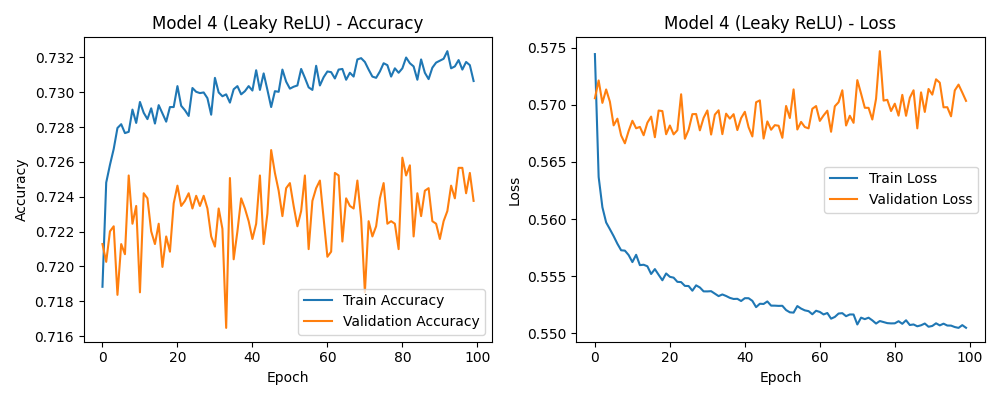 Model 4 (Leaky ReLU) - Accuracy
Accuracy
0.732
0.730
0.728
0.726
0.724
0.722
0.720
0.718
0.716
Train Accuracy
Validation Accuracy
0 20 40 60 80 100
Epoch
Model 4 (Leaky ReLU) - Loss
Loss
0.575
0.570
0.565
0.560
0.555
0.550
Train Loss
Validation Loss
0 20 40 60 80 100
Epoch